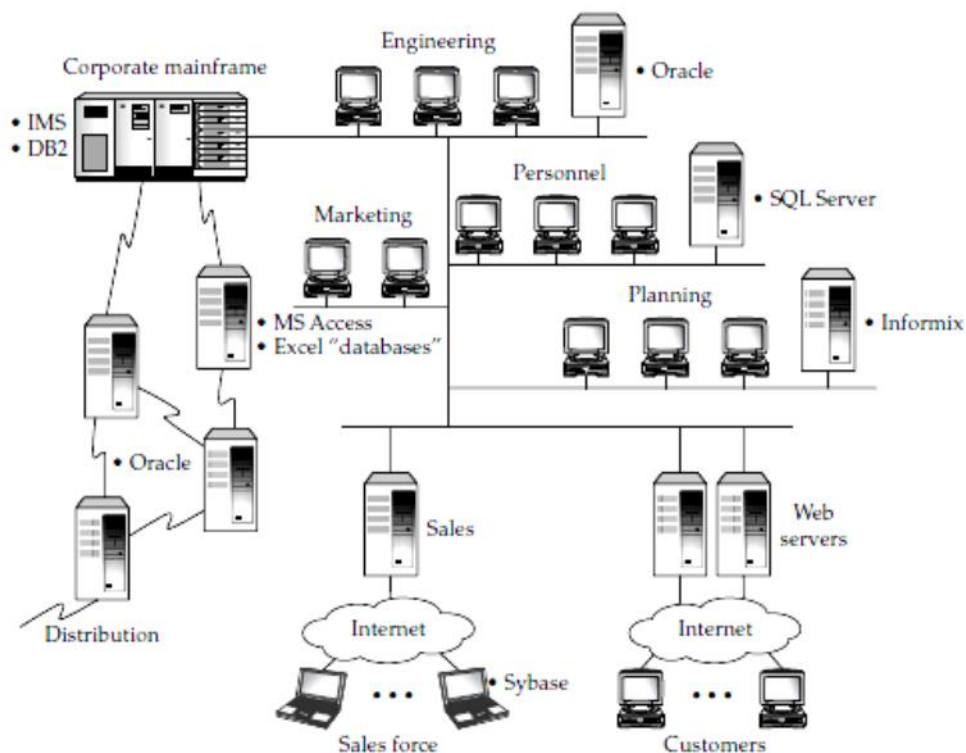 Engineering
Corporate mainframe
• Oracle
• IMS
• DB2
Personnel
• SQL Server
Marketing
Planning
• MS Access
• Excel “databases”
• Informix
• Oracle
Sales
Web
servers
Distribution
Internet
Internet
• • •
• Sybase
• • •
Sales force
Customers